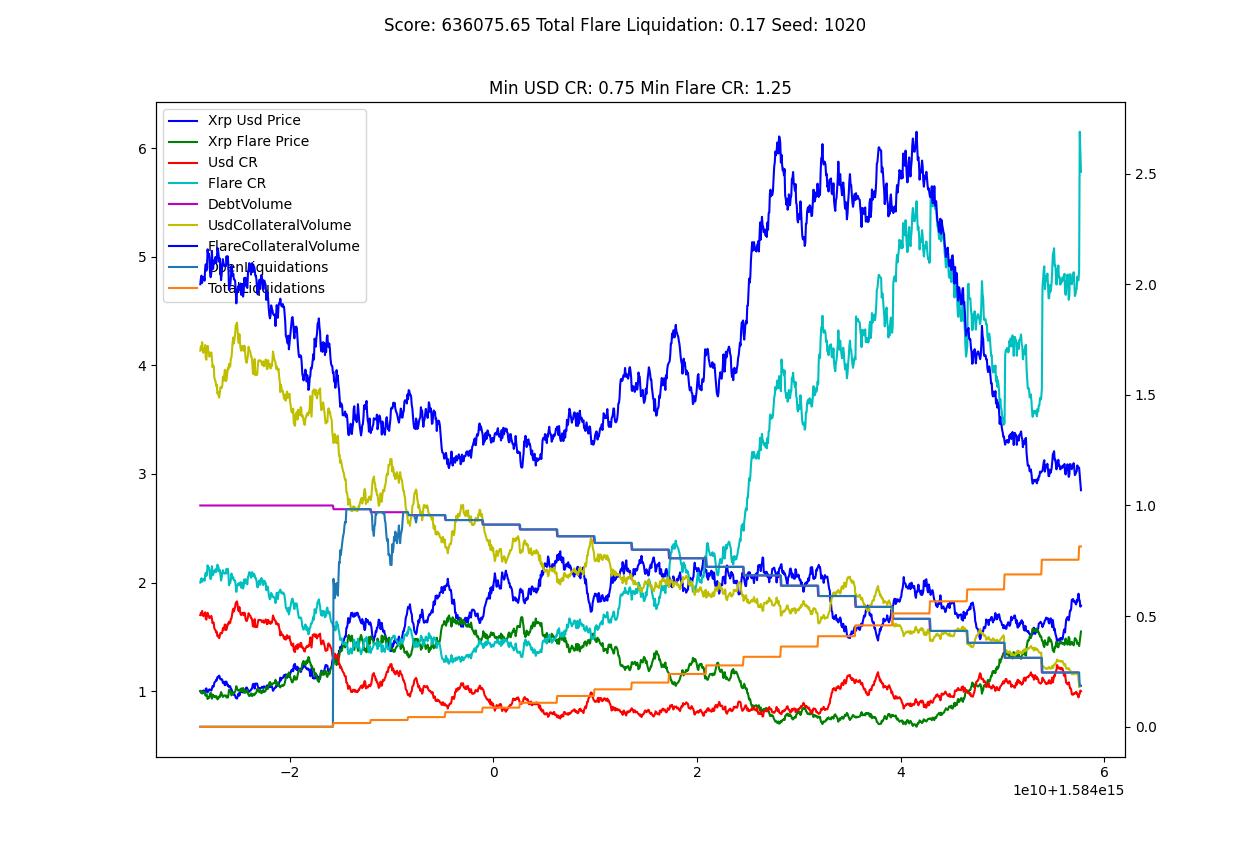 Score: 636075.65 Total Flare Liquidation: 0.17 Seed: 1020
Min USD CR: 0.75 Min Flare CR: 1.25
Xrp Usd Price
Xrp Flare Price
Usd CR
Flare CR
DebtVolume
UsdCollateralVolume
FlareCollateralVolume
OpenLiquidations
TotalLiquidations
6
5
4
3
2
1
2.5
2.0
1.5
1.0
0.5
0.0
−2
0
2
4
6
1e10+1.584e15